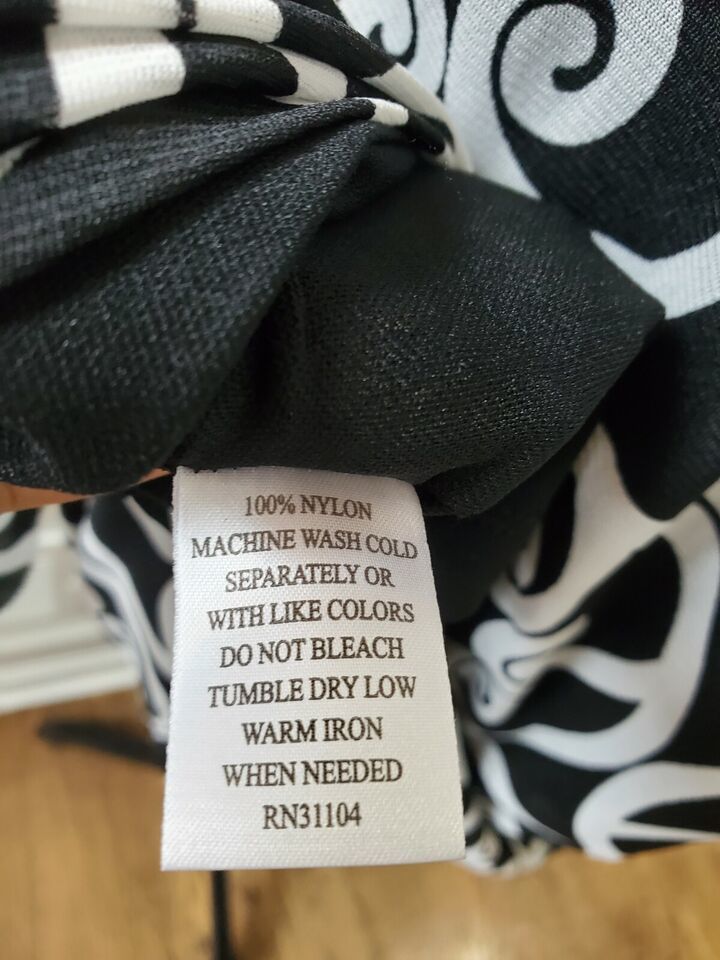 100% NYLON
MACHINE WASH COLD
SEPARATELY OR
WITH LIKE COLORS
DO NOT BLEACH
TUMBLE DRY LOW
WARM IRON
WHEN NEEDED
RN31104